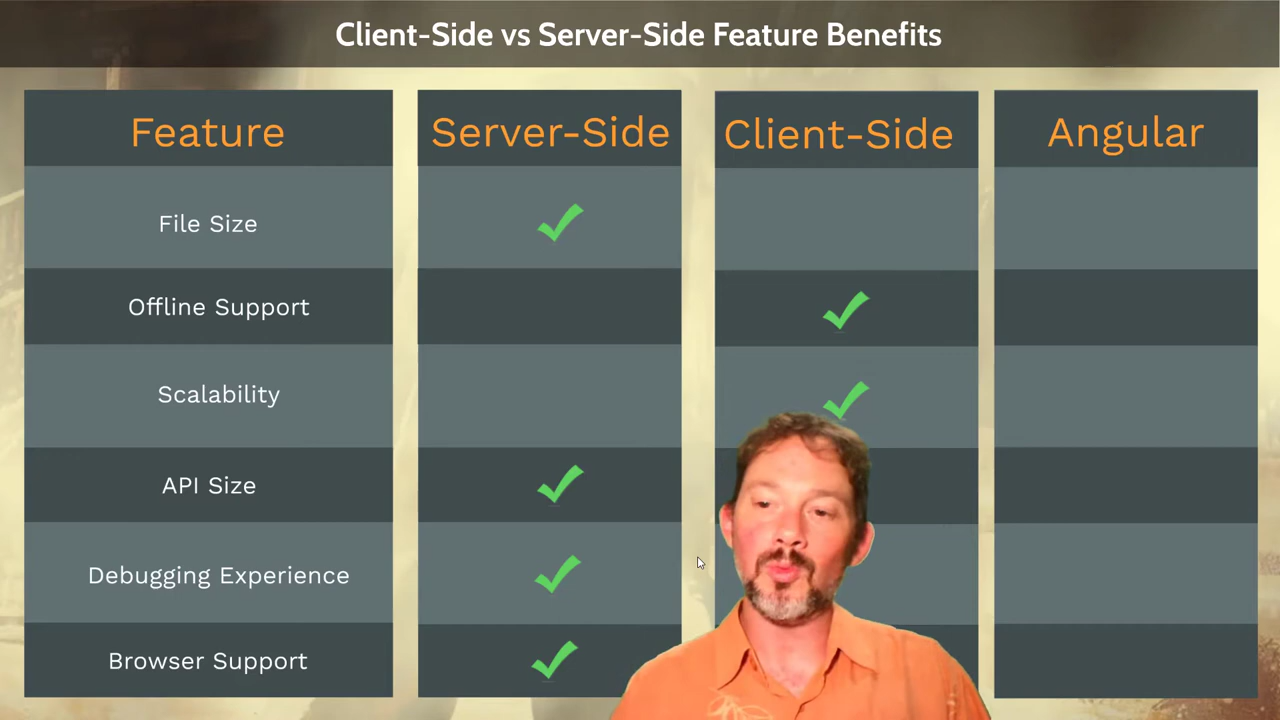 Client-Side vs Server-Side Feature Benefits
Feature
Server-Side
Client-Side
Angular
File Size
Offline Support
Scalability
API Size
Debugging Experience
Browser Support